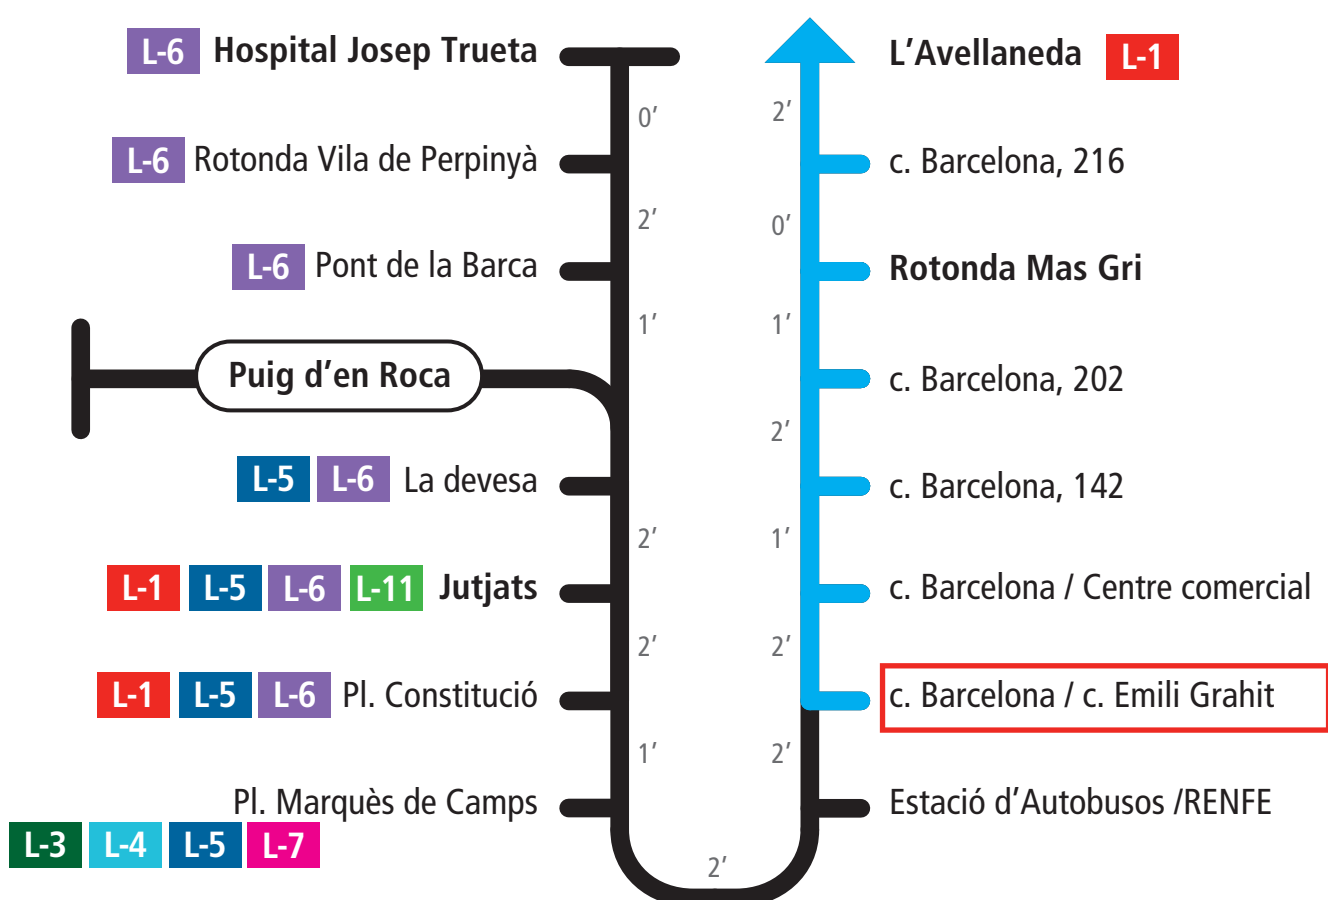 L-6 Hospital Josep Trueta
0’
L-6 Rotonda Vila de Perpinyà
2’
L-6 Pont de la Barca
1’
Puig d’en Roca
L-5 L-6 La devesa
2’
L-1 L-5 L-6 L-11 Jutjats
2’
L-1 L-5 L-6 Pl. Constitució
1’
Pl. Marquès de Camps
L-3 L-4 L-5 L-7
2’
L’Avellaneda L-1
2’
c. Barcelona, 216
0’
Rotonda Mas Gri
1’
c. Barcelona, 202
2’
c. Barcelona, 142
1’
c. Barcelona / Centre comercial
2’
c. Barcelona / c. Emili Grahit
2’
Estació d’Autobusos /RENFE